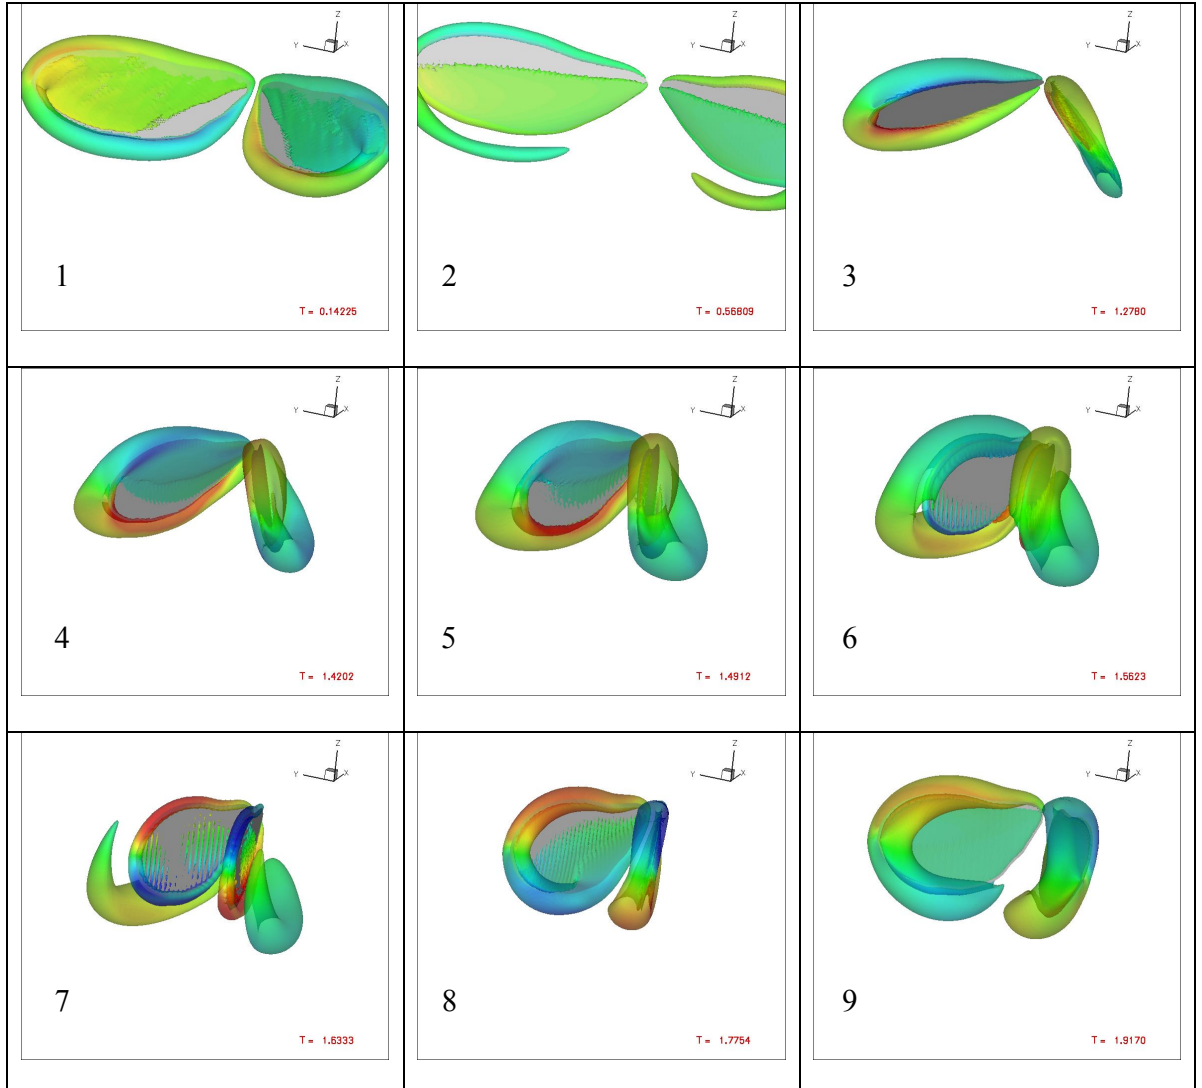 Z
Y
X
1
T = 0.14225
Z
Y
X
2
T = 0.56809
Z
Y
X
3
T = 1.2780
Z
Y
X
4
T = 1.4202
Z
Y
X
5
T = 1.4912
Z
Y
X
6
T = 1.5623
Z
Y
X
7
T = 1.6333
Z
Y
X
8
T = 1.7754
Z
Y
X
9
T = 1.9170